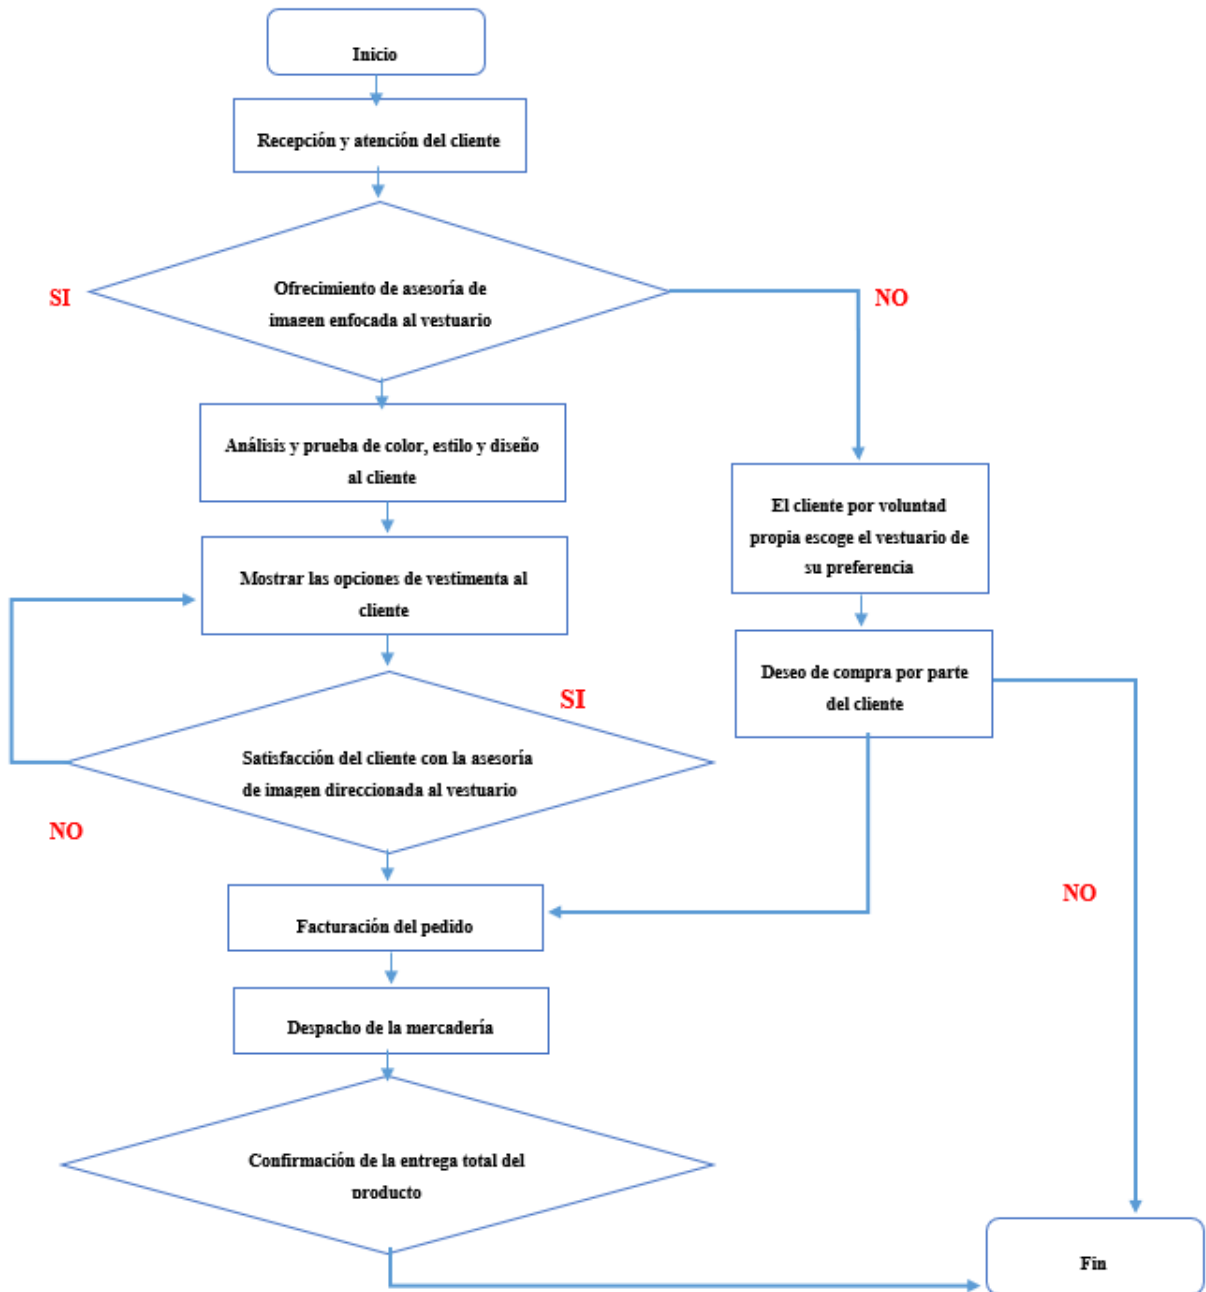 Inicio
Recepción y atención del cliente
SI
Ofrecimiento de asesoría de
imagen enfocada al vestuario
NO
Análisis y prueba de color, estilo y diseño
al cliente
El cliente por voluntad
propia escoge el vestuario de
su preferencia
Mostrar las opciones de vestimenta al
cliente
Deseo de compra por parte
del cliente
SI
Satisfacción del cliente con la asesoría
de imagen direccionada al vestuario
NO
NO
Facturación del pedido
Despacho de la mercadería
Confirmación de la entrega total del
producto
Fin